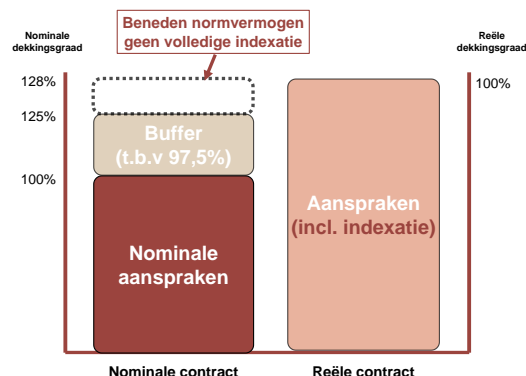 Nominale
dekkingsgraad
Beneden normvermogen
geen volledige indexatie
Reële
dekkingsgraad
128%
100%
125%
Buffer
(t.b.v 97,5%)
100%
Aanspraken
(incl. indexatie)
Nominale
aanspraken
Nominale contract
Reële contract